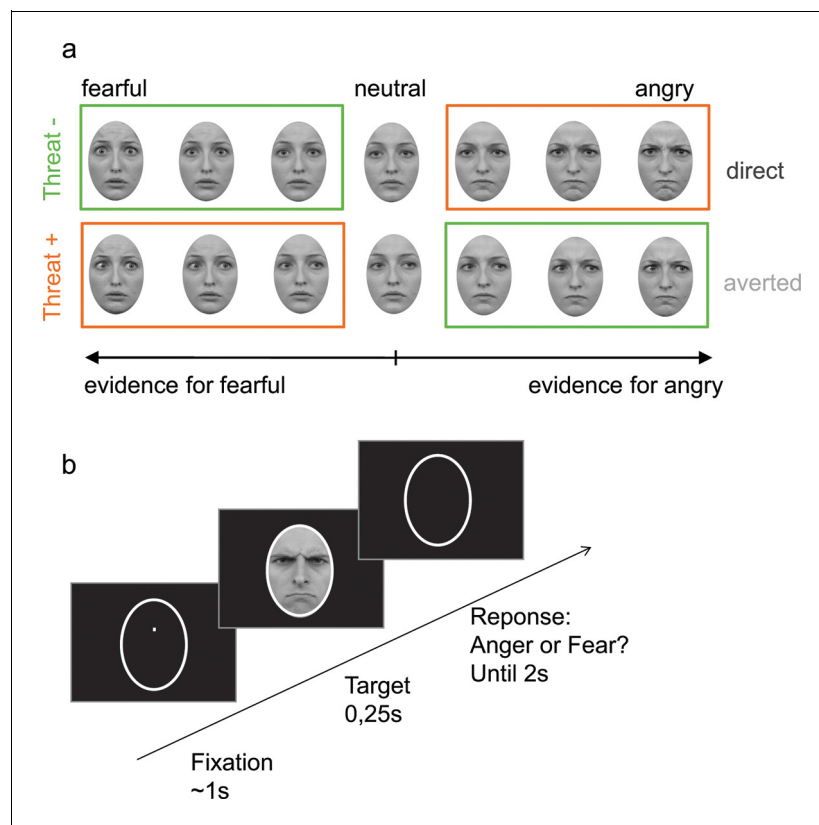 a
fearful
neutral
angry
Threat -
direct
Threat +
averted
evidence for fearful
evidence for angry
b
Reponse:
Anger or Fear?
Until 2s
Target
0,25s
Fixation
~1s